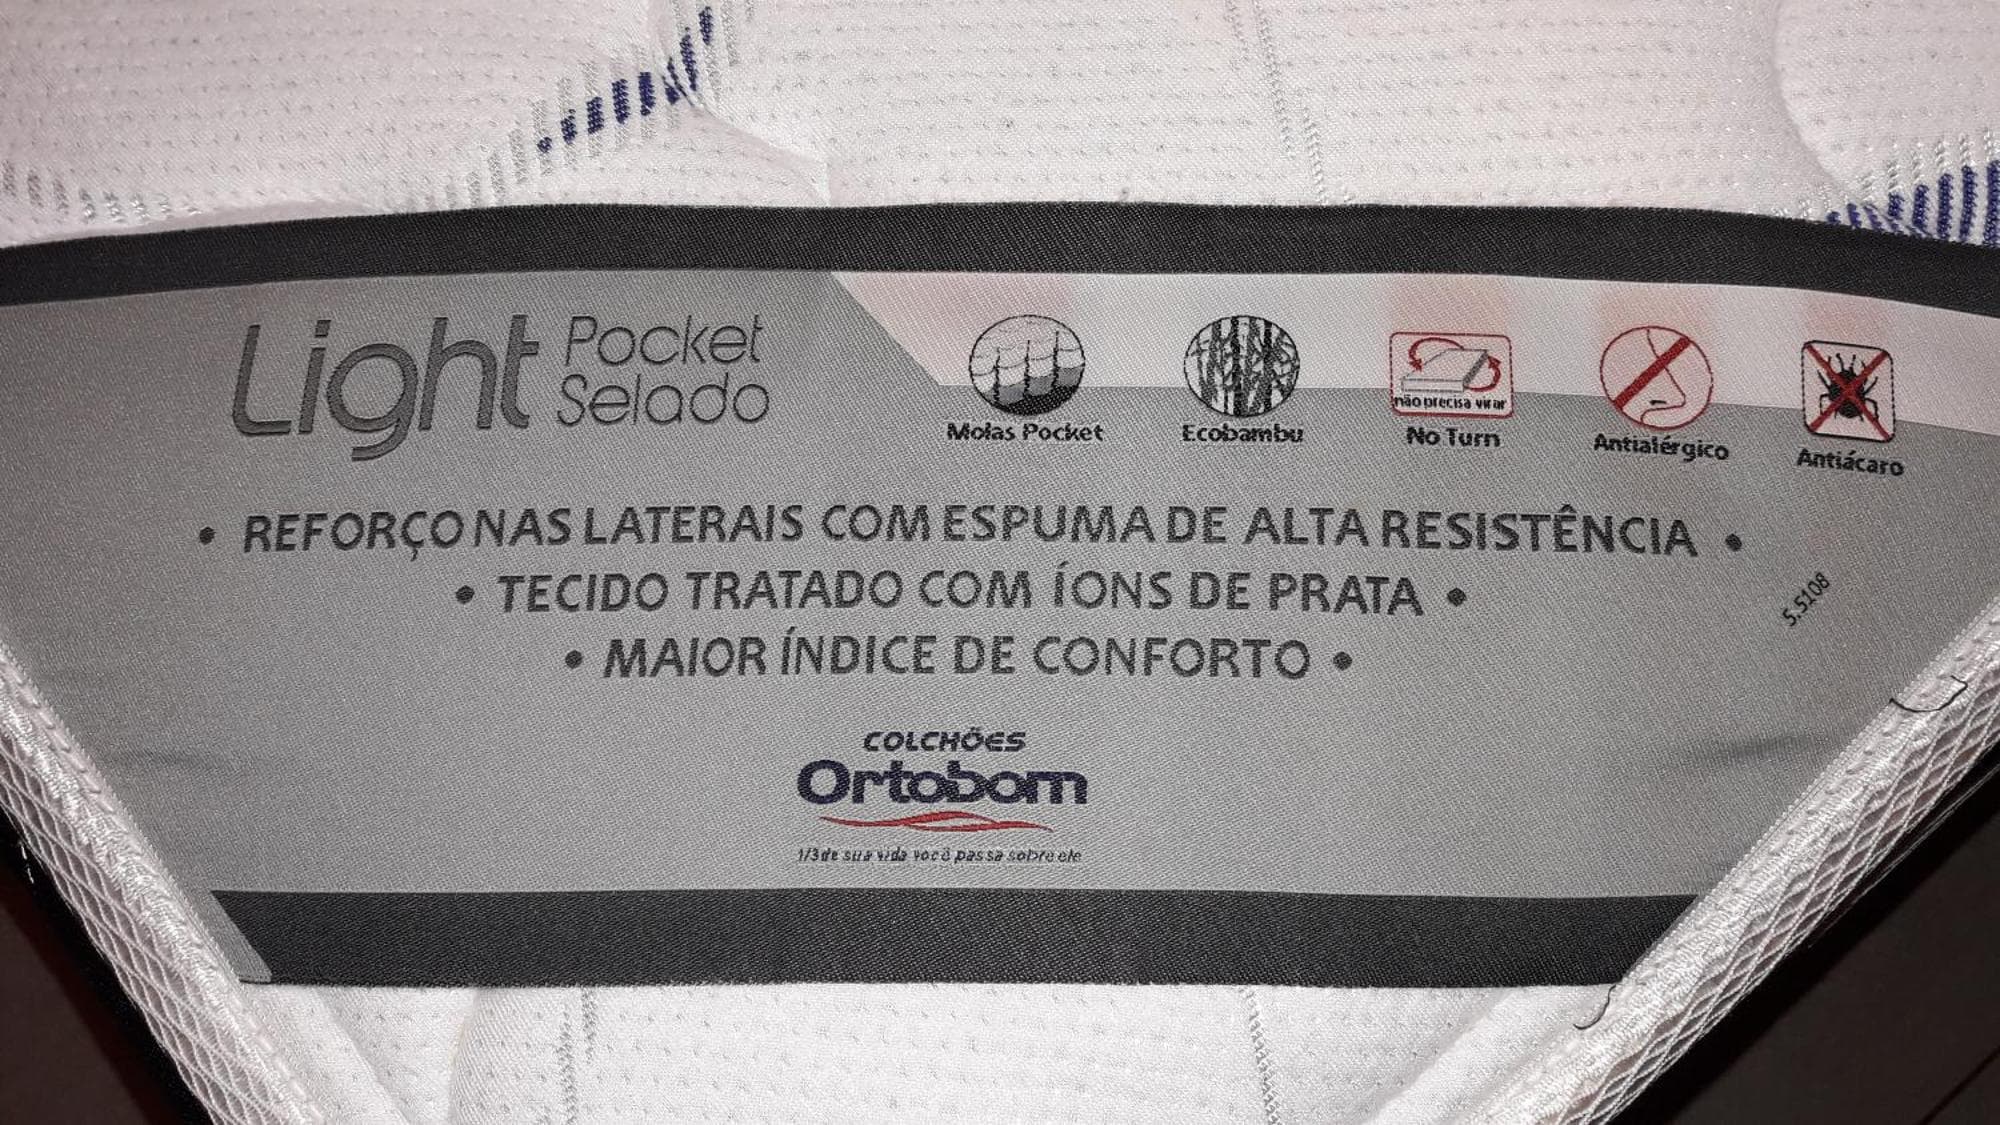 Light Pocket
Selado
Molas Pocket
Ecobambu
não precisa virar
No Turn
Antialérgico
Antiácaro
• REFORÇO NAS LATERAIS COM ESPUMA DE ALTA RESISTÊNCIA •
• TECIDO TRATADO COM ÍONS DE PRATA •
• MAIOR ÍNDICE DE CONFORTO •
5.5108
COLCHÕES
Ortobom
1/3 de sua vida você passa sobre ele